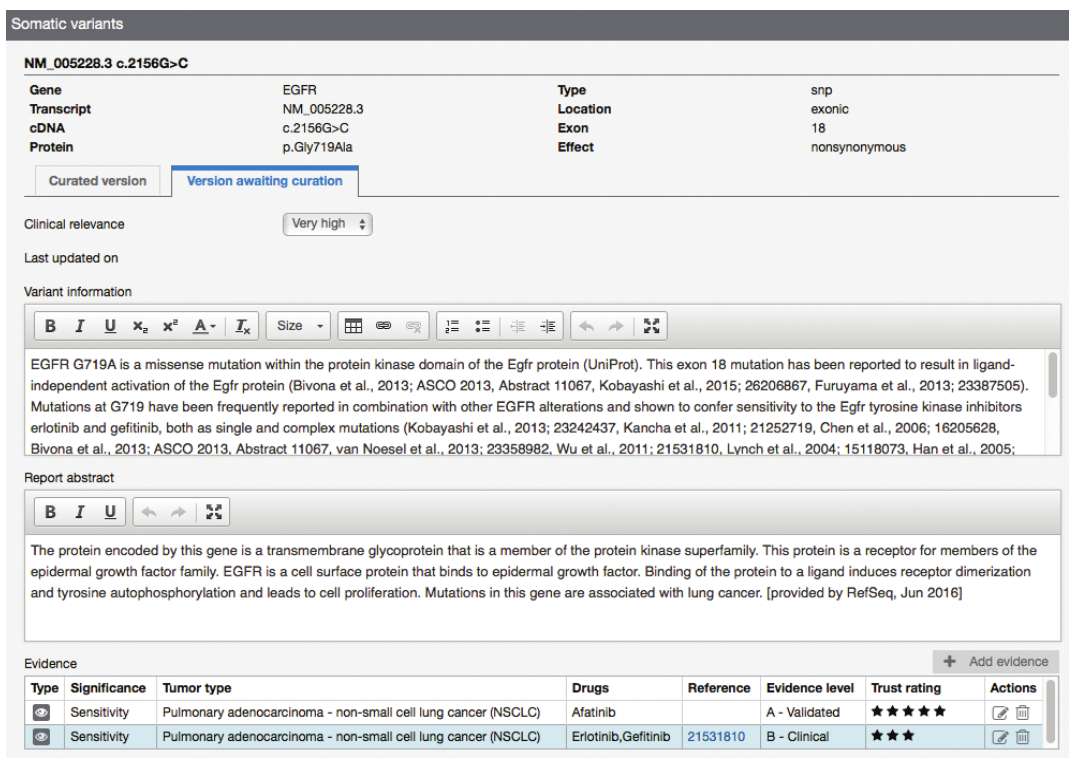 Somatic variants
NM_005228.3 c.2156G>C
Gene EGFR Type snp
Transcript NM_005228.3 Location exonic
cDNA c.2156G>C Exon 18
Protein p.Gly719Ala Effect nonsynonymous
Curated version Version awaiting curation
Clinical relevance Very high
Last updated on
Variant information
B I U x₂ x² A Ix Size
EGFR G719A is a missense mutation within the protein kinase domain of the Egfr protein (UniProt). This exon 18 mutation has been reported to result in ligand-
independent activation of the Egfr protein (Bivona et al., 2013; ASCO 2013, Abstract 11067, Kobayashi et al., 2015; 26206867, Furuyama et al., 2013; 23387505).
Mutations at G719 have been frequently reported in combination with other EGFR alterations and shown to confer sensitivity to the Egfr tyrosine kinase inhibitors
erlotinib and gefitinib, both as single and complex mutations (Kobayashi et al., 2013; 23242437, Kancha et al., 2011; 21252719, Chen et al., 2006; 16205628,
Bivona et al., 2013; ASCO 2013, Abstract 11067, van Noesel et al., 2013; 23358982, Wu et al., 2011; 21531810, Lynch et al., 2004; 15118073, Han et al., 2005;
Report abstract
B I U
The protein encoded by this gene is a transmembrane glycoprotein that is a member of the protein kinase superfamily. This protein is a receptor for members of the
epidermal growth factor family. EGFR is a cell surface protein that binds to epidermal growth factor. Binding of the protein to a ligand induces receptor dimerization
and tyrosine autophosphorylation and leads to cell proliferation. Mutations in this gene are associated with lung cancer. [provided by RefSeq, Jun 2016]
Evidence + Add evidence
Type Significance Tumor type Drugs Reference Evidence level Trust rating Actions
Sensitivity Pulmonary adenocarcinoma - non-small cell lung cancer (NSCLC) Afatinib A - Validated ★★★★★
Sensitivity Pulmonary adenocarcinoma - non-small cell lung cancer (NSCLC) Erlotinib,Gefitinib 21531810 B - Clinical ★★★